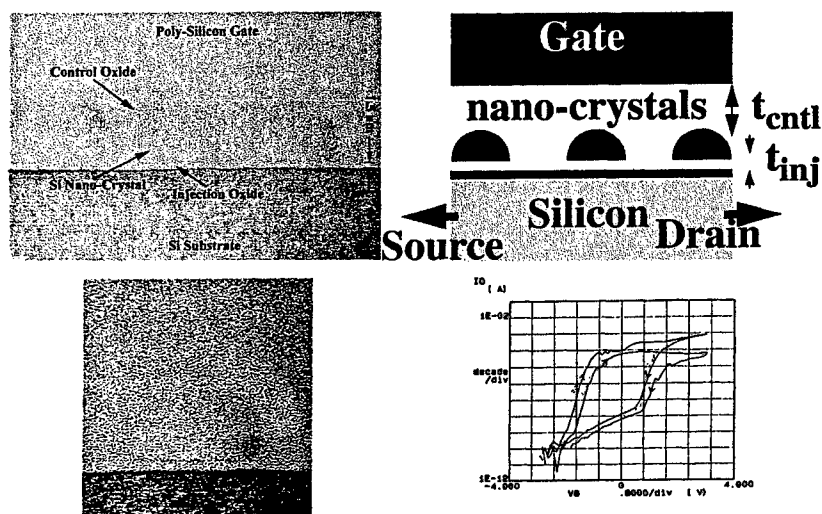 Poly-Silicon Gate
Control Oxide
Si Nano-Crystal
Injection Oxide
Si Substrate
Gate
nano-crystals
t_cntl
t_inj
Silicon
Source
Drain
ID
[ A]
1E-02
decade
/div
1E-12
-4.000
0
4.000
VG
.8000/div
[ V)